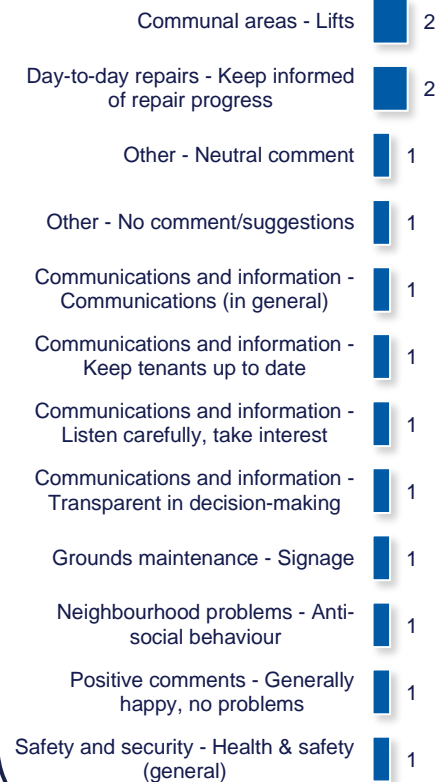 Communal areas - Lifts 2
Day-to-day repairs - Keep informed
of repair progress 2
Other - Neutral comment 1
Other - No comment/suggestions 1
Communications and information -
Communications (in general) 1
Communications and information -
Keep tenants up to date 1
Communications and information -
Listen carefully, take interest 1
Communications and information -
Transparent in decision-making 1
Grounds maintenance - Signage 1
Neighbourhood problems - Anti-
social behaviour 1
Positive comments - Generally
happy, no problems 1
Safety and security - Health & safety
(general) 1